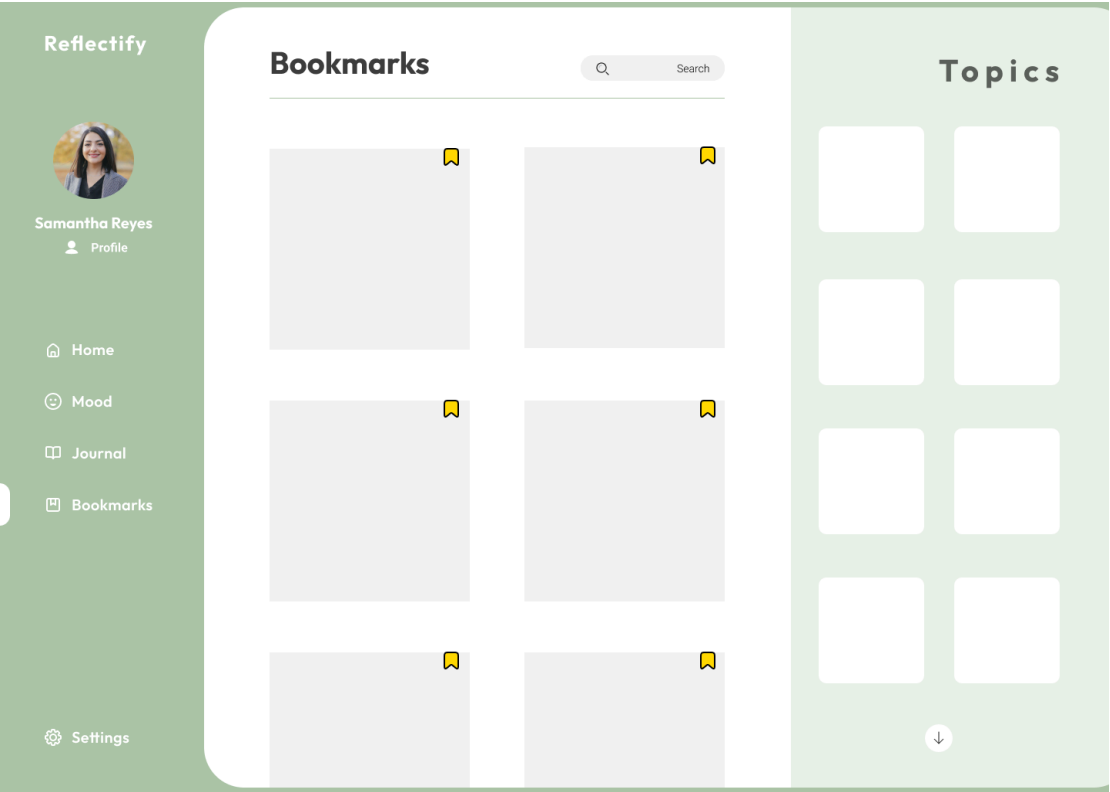 Reflectify
Samantha Reyes
Profile
Home
Mood
Journal
Bookmarks
Settings
Bookmarks
Search
Topics